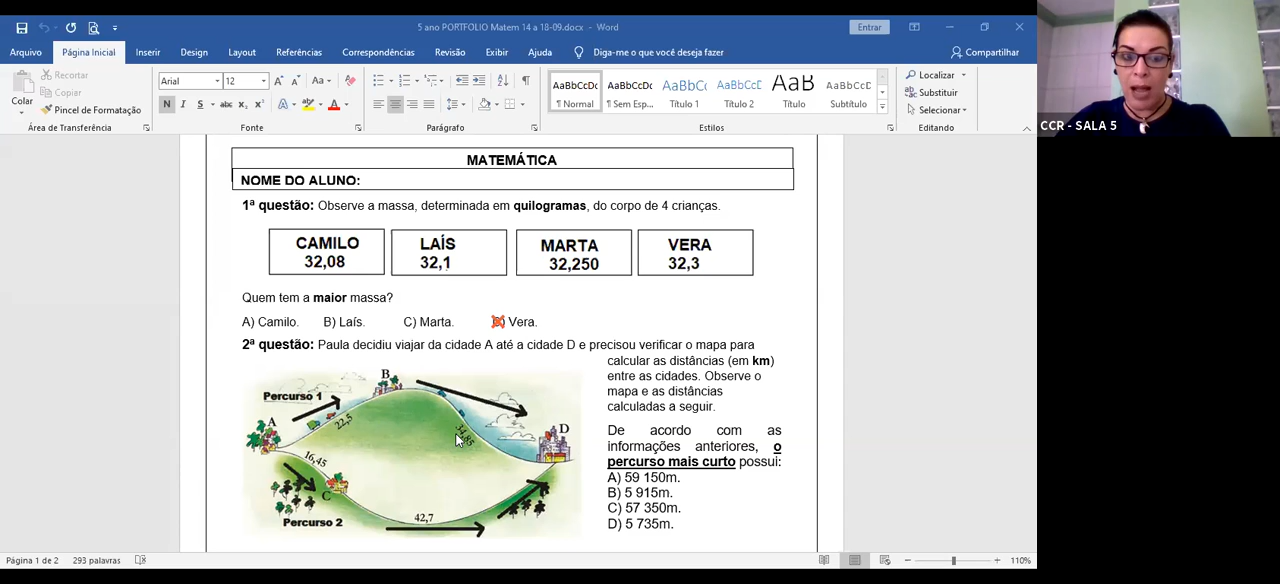 5 ano PORTFOLIO Matem 14 a 18-09.docx - Word
Entrar
Arquivo Página Inicial Inserir Design Layout Referências Correspondências Revisão Exibir Ajuda Diga-me o que você deseja fazer Compartilhar
Colar
Recortar
Copiar
Pincel de Formatação
Área de Transferência
Arial 12
N I S abc x₂ x²
Fonte
Parágrafo
AaBbCcDc AaBbCcDc AaBbC AaBbCcD AaB AaBbCcD
¶ Normal ¶ Sem Esp... Título 1 Título 2 Título Subtítulo
Estilos
Localizar
Substituir
Selecionar
Editando
CCR - SALA 5
MATEMÁTICA
NOME DO ALUNO:
1ª questão: Observe a massa, determinada em quilogramas, do corpo de 4 crianças.
CAMILO LAÍS MARTA VERA
32,08 32,1 32,250 32,3
Quem tem a maior massa?
A) Camilo. B) Laís. C) Marta. Vera.
2ª questão: Paula decidiu viajar da cidade A até a cidade D e precisou verificar o mapa para
calcular as distâncias (em km)
entre as cidades. Observe o
mapa e as distâncias
calculadas a seguir.
De acordo com as
informações anteriores, o
percurso mais curto possui:
A) 59 150m.
B) 5 915m.
C) 57 350m.
D) 5 735m.
B
Percurso 1
A
22,5
34,85
D
16,45
C
Percurso 2
42,7
Página 1 de 2 293 palavras 110%